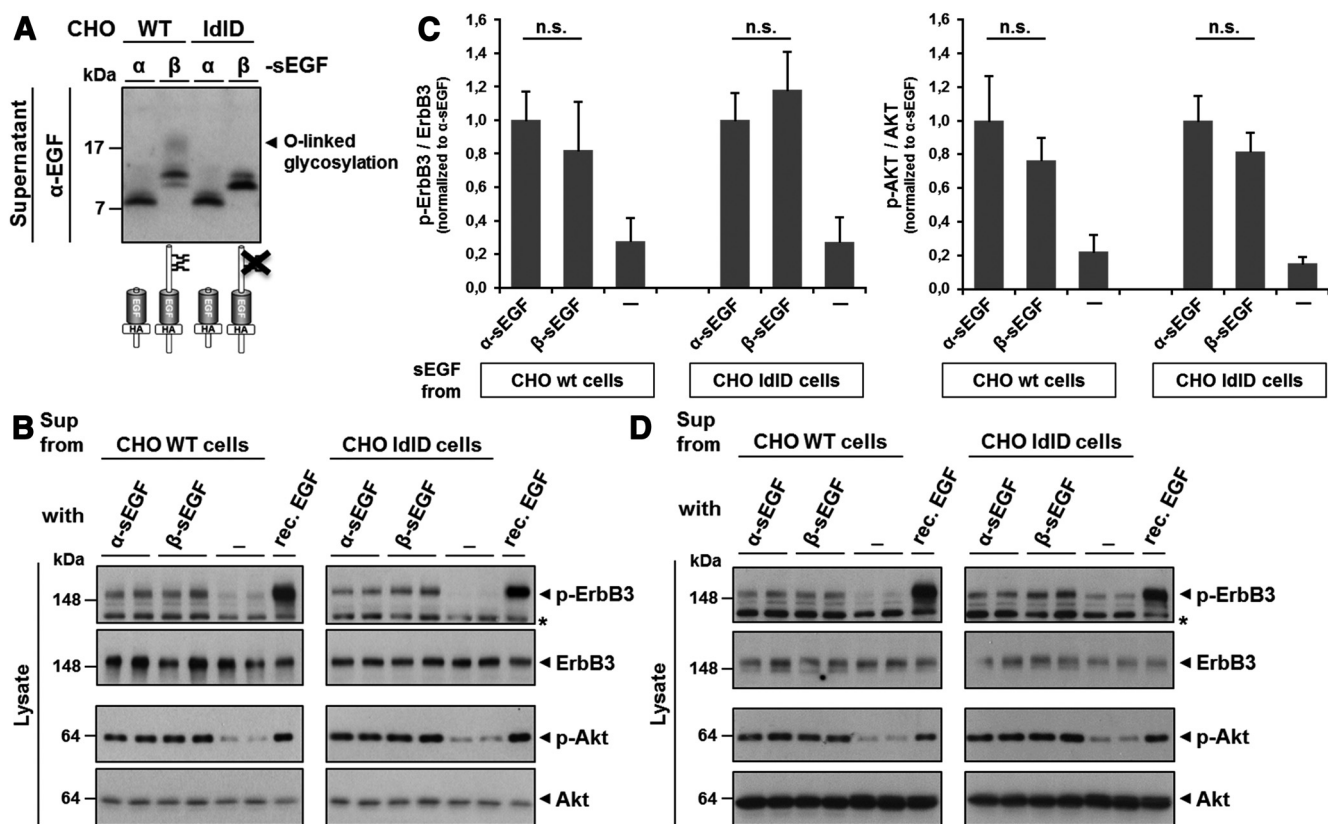 A
CHO WT ldlD
α β α β -sEGF
kDa
17
7
Supernatant
α-EGF
O-linked
glycosylation
EGF EGF EGF EGF
HA HA HA HA
C
n.s. n.s.
1,6
1,4
1,2
1,0
0,8
0,6
0,4
0,2
0,0
p-ErbB3 / ErbB3
(normalized to α-sEGF)
α-sEGF β-sEGF – α-sEGF β-sEGF –
sEGF
from
CHO wt cells CHO ldlD cells
n.s. n.s.
1,6
1,4
1,2
1,0
0,8
0,6
0,4
0,2
0,0
p-AKT / AKT
(normalized to α-sEGF)
α-sEGF β-sEGF – α-sEGF β-sEGF –
CHO wt cells CHO ldlD cells
B
Sup
from
CHO WT cells CHO ldlD cells
with
α-sEGF β-sEGF – rec. EGF α-sEGF β-sEGF – rec. EGF
kDa
148 p-ErbB3
*
148 ErbB3
64 p-Akt
64 Akt
Lysate
D
Sup
from
CHO WT cells CHO ldlD cells
with
α-sEGF β-sEGF – rec. EGF α-sEGF β-sEGF – rec. EGF
kDa
148 p-ErbB3
*
148 ErbB3
64 p-Akt
64 Akt
Lysate